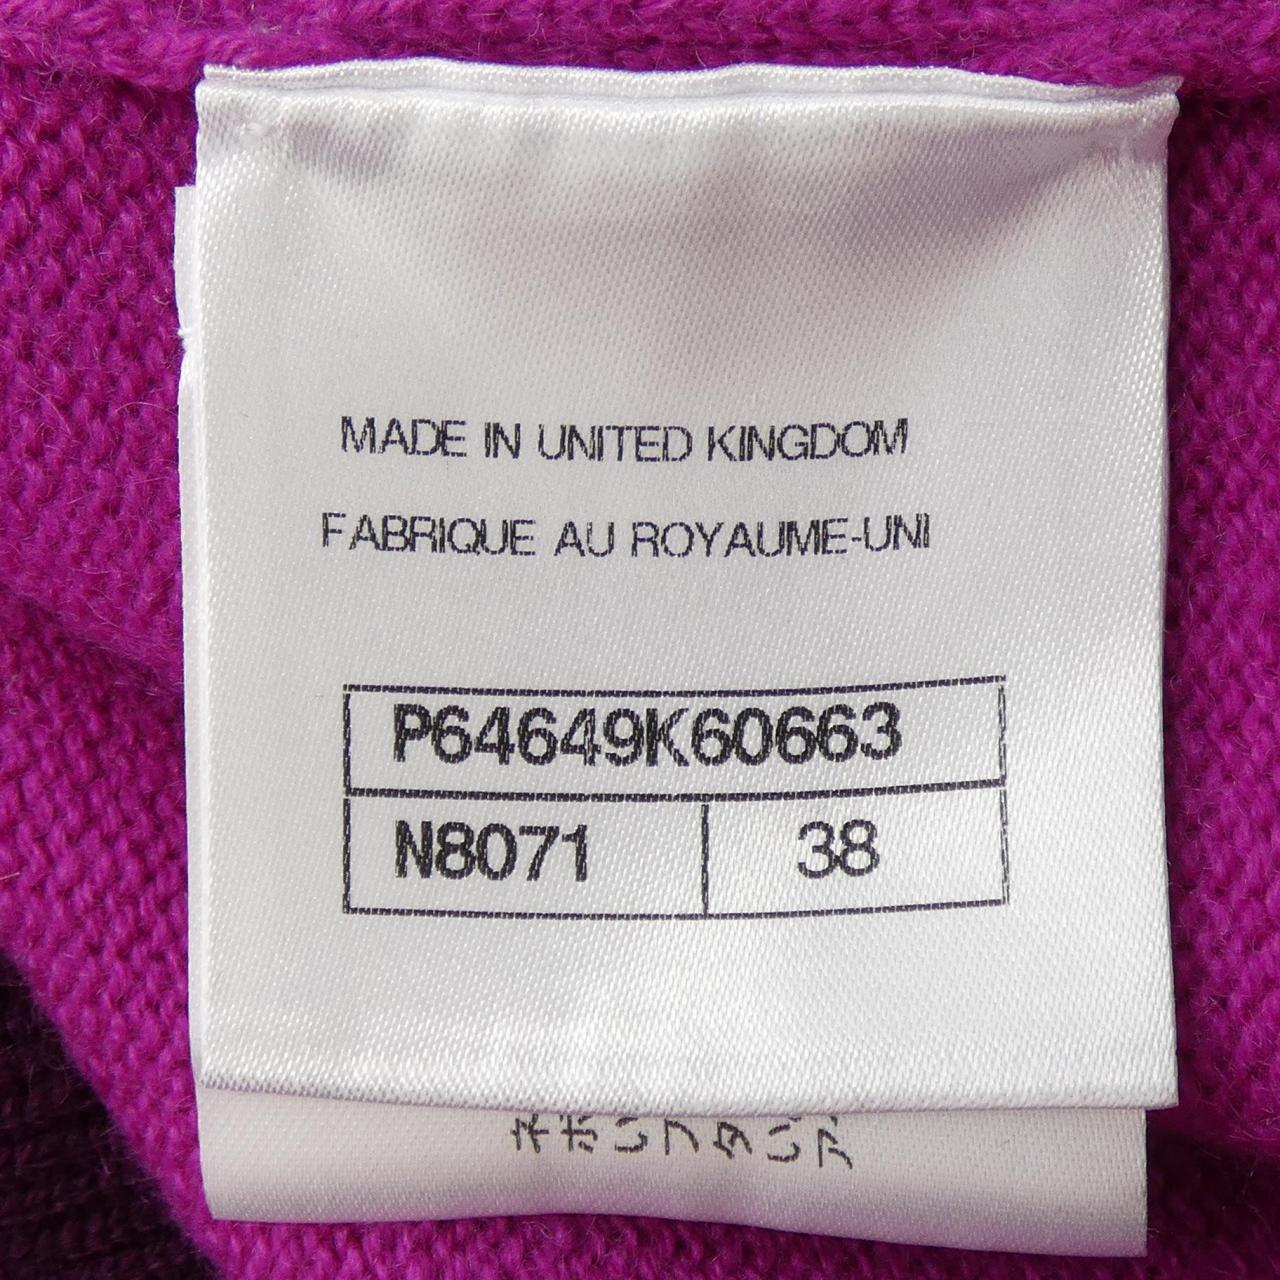 MADE IN UNITED KINGDOM
FABRIQUE AU ROYAUME-UNI
P64649K60663
N8071 38